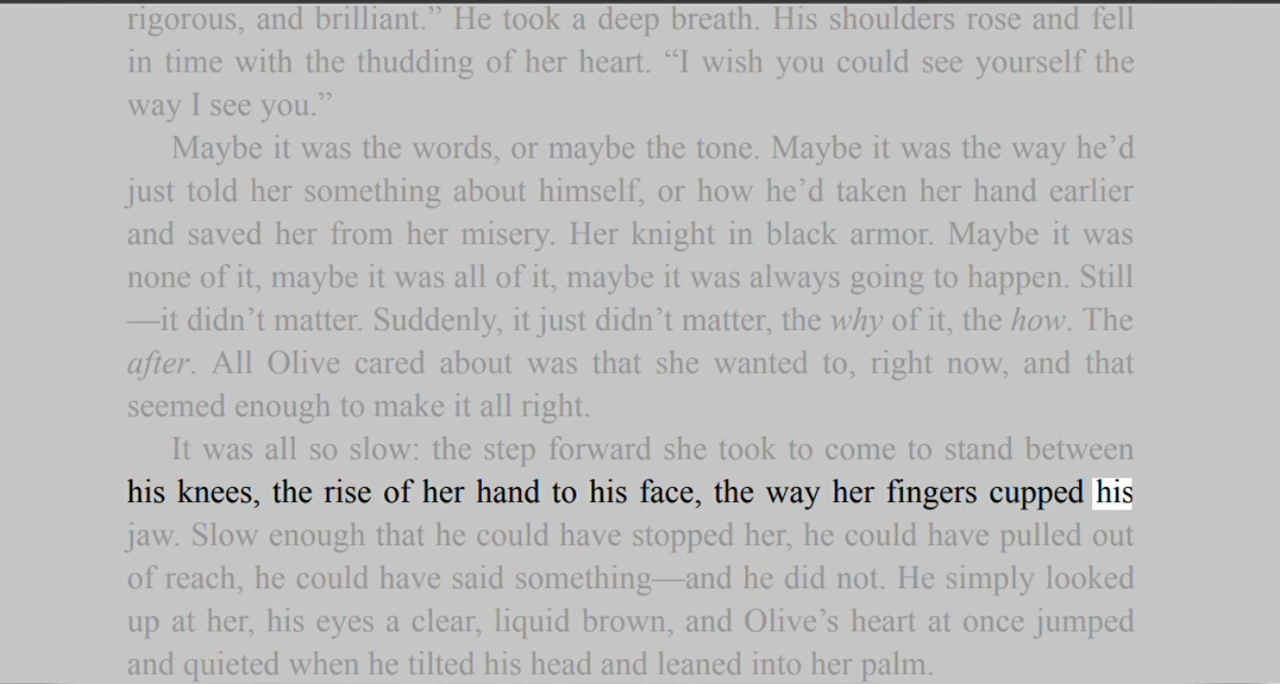 rigorous, and brilliant.” He took a deep breath. His shoulders rose and fell
in time with the thudding of her heart. “I wish you could see yourself the
way I see you.”
Maybe it was the words, or maybe the tone. Maybe it was the way he’d
just told her something about himself, or how he’d taken her hand earlier
and saved her from her misery. Her knight in black armor. Maybe it was
none of it, maybe it was all of it, maybe it was always going to happen. Still
—it didn’t matter. Suddenly, it just didn’t matter, the why of it, the how. The
after. All Olive cared about was that she wanted to, right now, and that
seemed enough to make it all right.
It was all so slow: the step forward she took to come to stand between
his knees, the rise of her hand to his face, the way her fingers cupped his
jaw. Slow enough that he could have stopped her, he could have pulled out
of reach, he could have said something—and he did not. He simply looked
up at her, his eyes a clear, liquid brown, and Olive’s heart at once jumped
and quieted when he tilted his head and leaned into her palm.